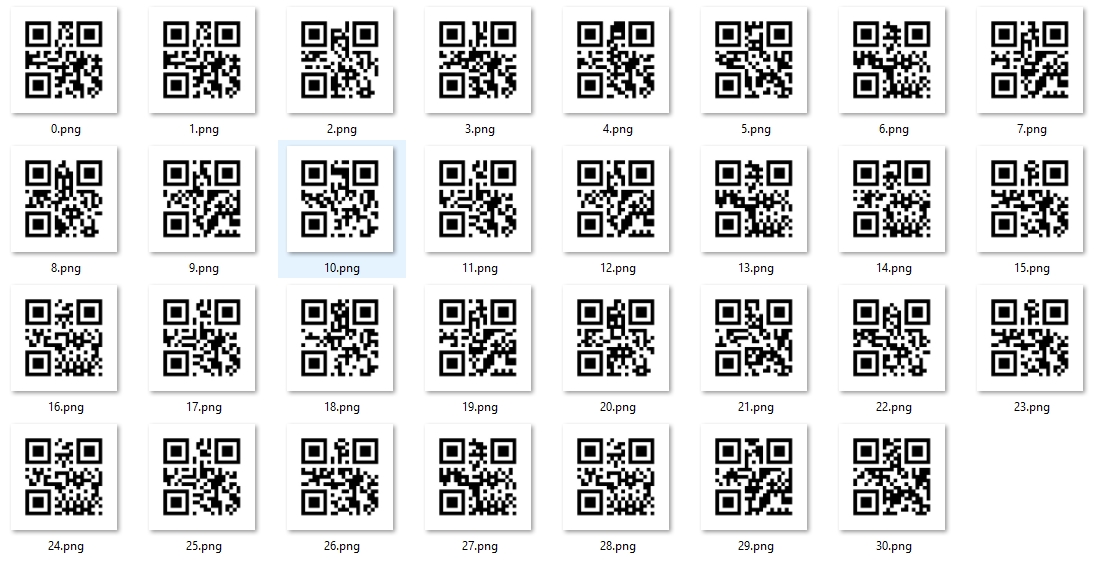 0.png 1.png 2.png 3.png 4.png 5.png 6.png 7.png
8.png 9.png 10.png 11.png 12.png 13.png 14.png 15.png
16.png 17.png 18.png 19.png 20.png 21.png 22.png 23.png
24.png 25.png 26.png 27.png 28.png 29.png 30.png